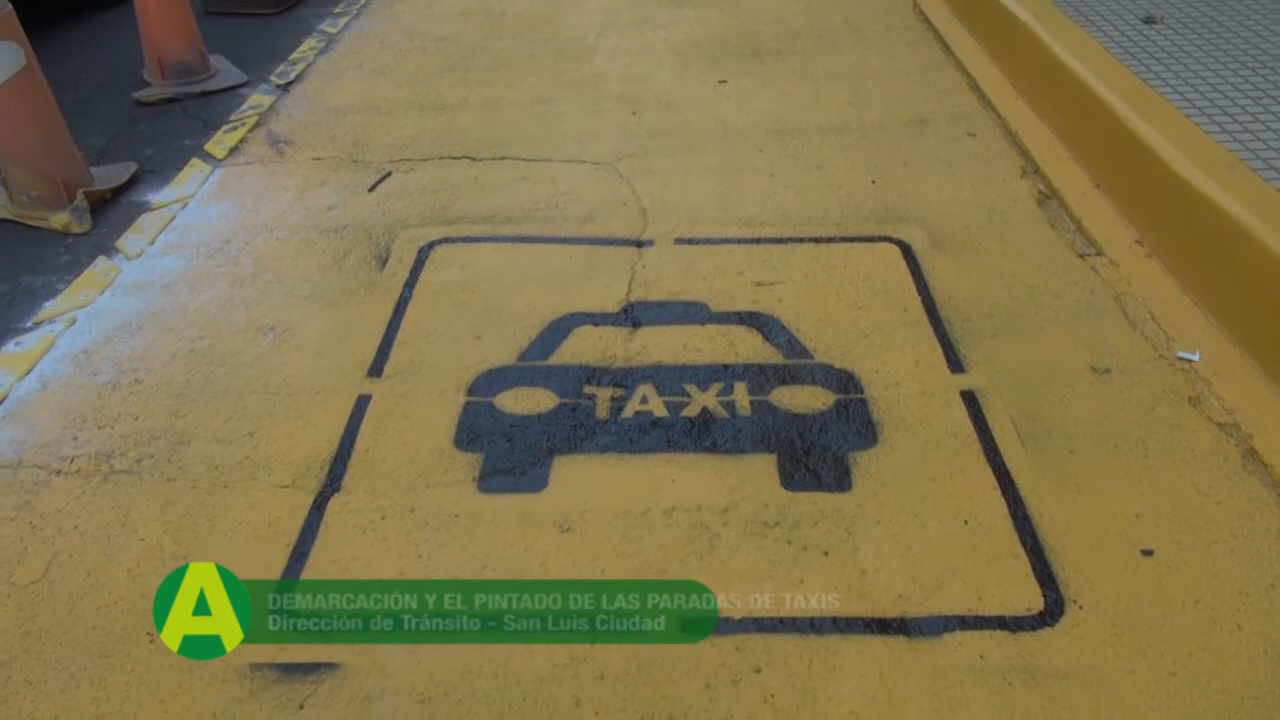 TAXI
A
DEMARCACIÓN Y EL PINTADO DE LAS PARADAS DE TAXIS
Dirección de Tránsito - San Luis Ciudad